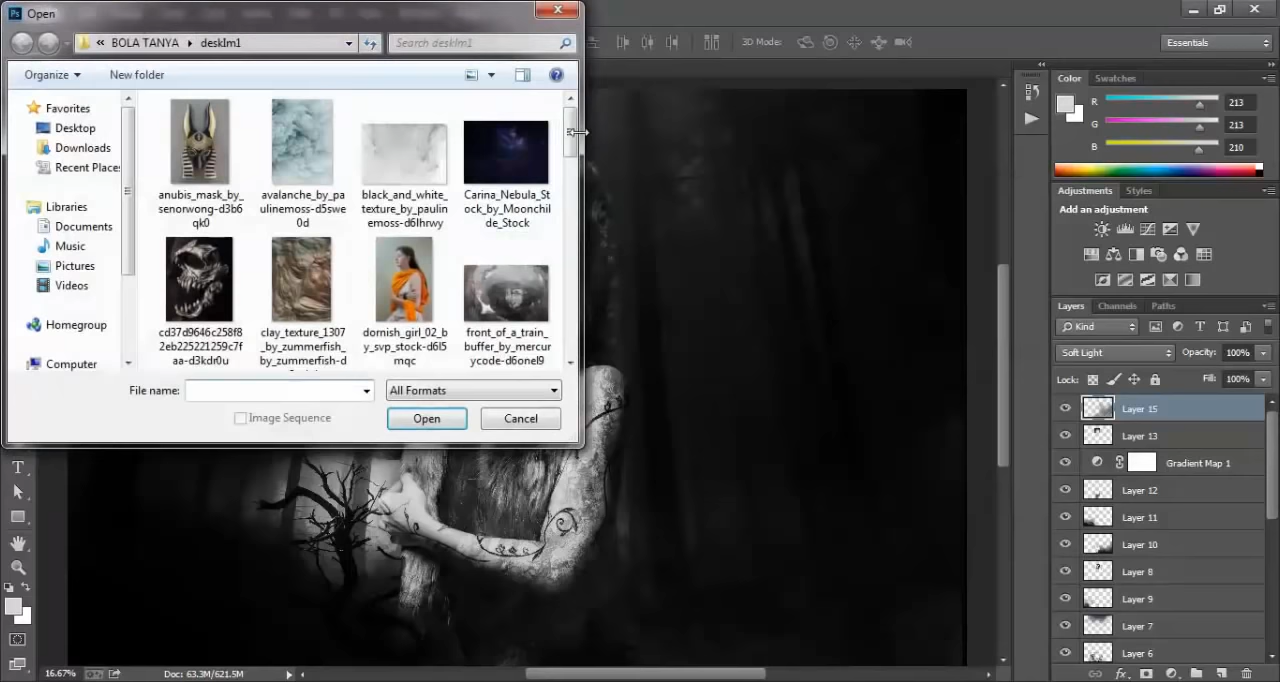 Ps Open
« BOLA TANYA ▸ deskIm1
Search deskIm1
3D Mode:
Essentials
Organize
New folder
Favorites
Desktop
Downloads
Recent Places
Libraries
Documents
Music
Pictures
Videos
Homegroup
Computer
anubis_mask_by_
senorwong-d3b6
qk0
avalanche_by_pa
ulinemoss-d5swe
0d
black_and_white_
texture_by_paulin
emoss-d6lhrwy
Carina_Nebula_St
ock_by_Moonchil
de_Stock
cd37d9646c258f8
2eb225221259c7f
aa-d3kdr0u
clay_texture_1307
_by_zummerfish_
by_zummerfish-d
dornish_girl_02_b
y_svp_stock-d6l5
mqc
front_of_a_train_
buffer_by_mercur
ycode-d6onel9
File name:
All Formats
Image Sequence
Open
Cancel
Color
Swatches
R 213
G 213
B 210
Adjustments
Styles
Add an adjustment
Layers
Channels
Paths
Kind
Soft Light
Opacity: 100%
Lock:
Fill: 100%
Layer 15
Layer 13
Gradient Map 1
Layer 12
Layer 11
Layer 10
Layer 8
Layer 9
Layer 7
Layer 6
16.67%
Doc: 63.3M/621.5M